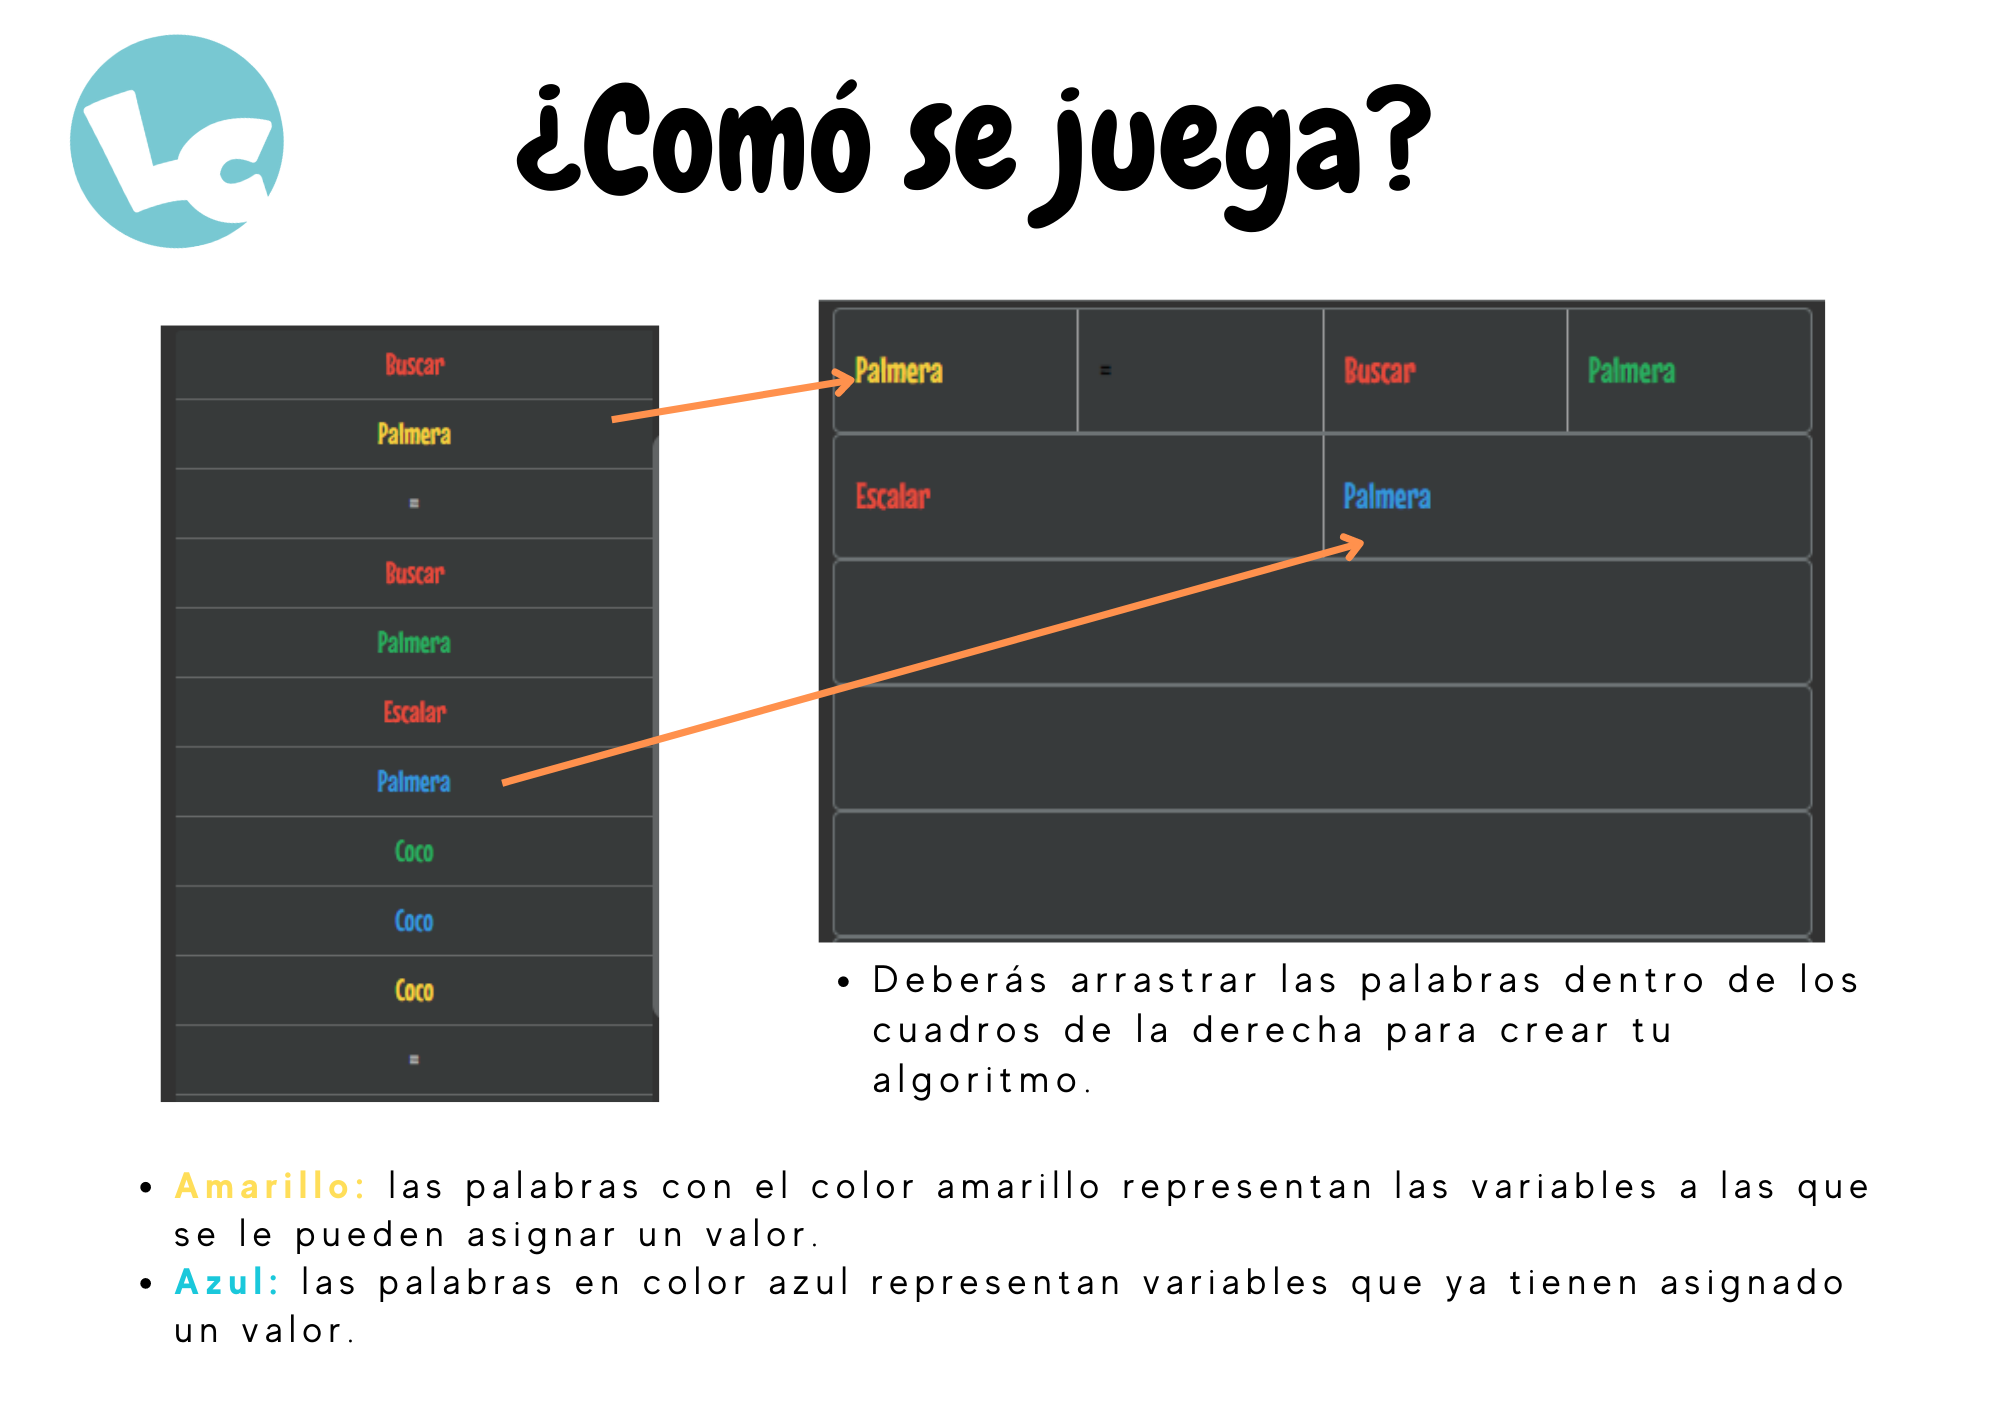 LC
¿Comó se juega?
Buscar
Palmera
=
Buscar
Palmera
Escalar
Palmera
Coco
Coco
Coco
=
Palmera = Buscar Palmera
Escalar Palmera
• Deberás arrastrar las palabras dentro de los
cuadros de la derecha para crear tu
algoritmo.
• Amarillo: las palabras con el color amarillo representan las variables a las que
se le pueden asignar un valor.
• Azul: las palabras en color azul representan variables que ya tienen asignado
un valor.